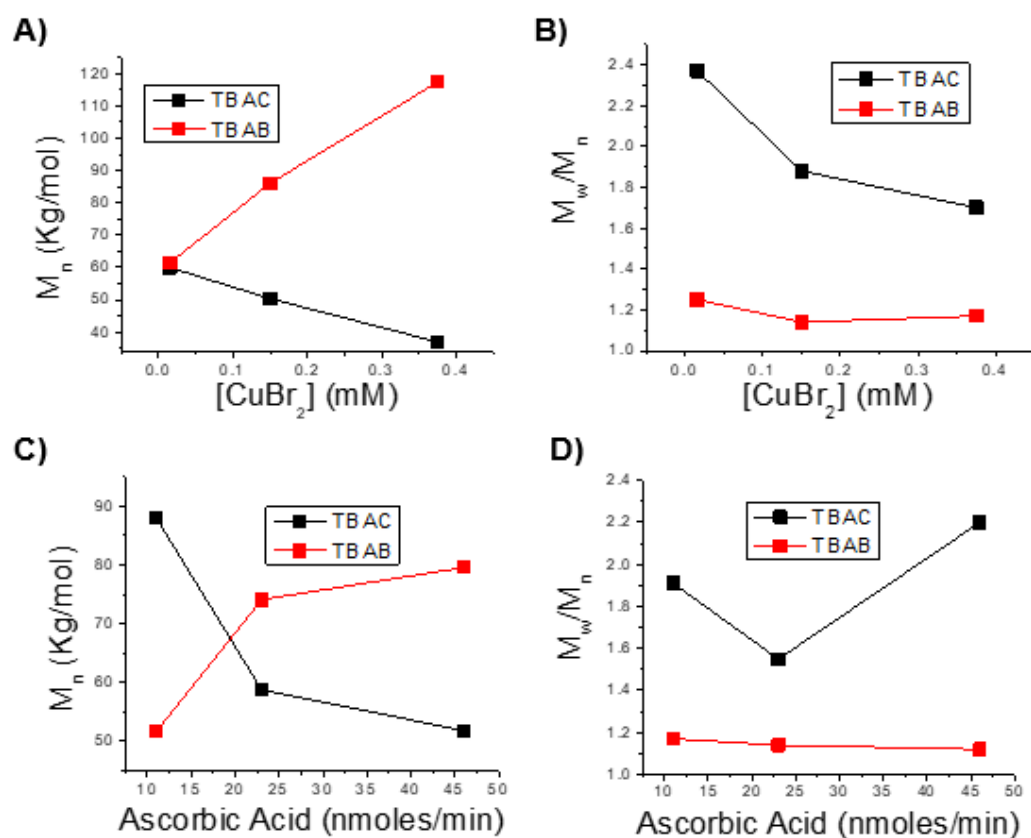 A)
120
110
100
90
80
70
60
50
40
0.0 0.1 0.2 0.3 0.4
Mn (Kg/mol)
[CuBr2] (mM)
TBAC
TBAB
B)
2.4
2.2
2.0
1.8
1.6
1.4
1.2
1.0
0.0 0.1 0.2 0.3 0.4
Mw/Mn
[CuBr2] (mM)
TBAC
TBAB
C)
90
80
70
60
50
10 15 20 25 30 35 40 45 50
Mn (Kg/mol)
Ascorbic Acid (nmoles/min)
TBAC
TBAB
D)
2.4
2.2
2.0
1.8
1.6
1.4
1.2
1.0
10 15 20 25 30 35 40 45 50
Mw/Mn
Ascorbic Acid (nmoles/min)
TBAC
TBAB